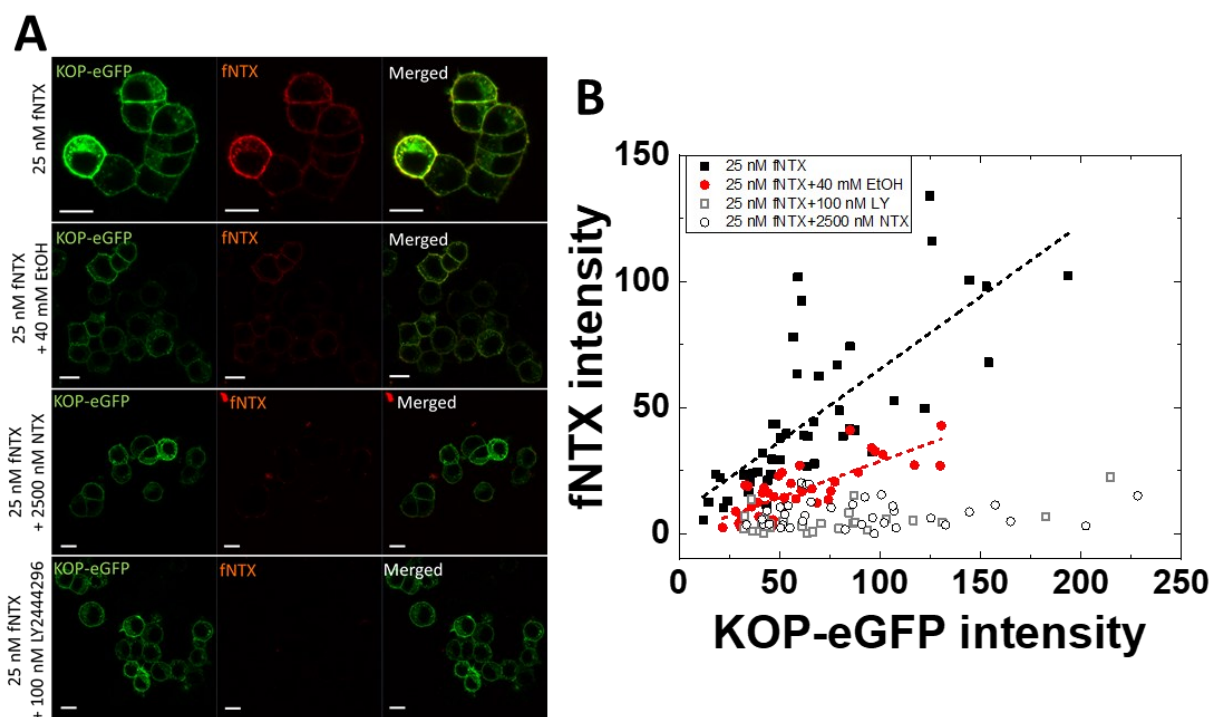 A
KOP-eGFP fNTX Merged
25 nM fNTX
KOP-eGFP fNTX Merged
25 nM fNTX
+ 40 mM EtOH
KOP-eGFP fNTX Merged
25 nM fNTX
+ 2500 nM NTX
KOP-eGFP fNTX Merged
25 nM fNTX
+ 100 nM LY2444296
B
25 nM fNTX
25 nM fNTX+40 mM EtOH
25 nM fNTX+100 nM LY
25 nM fNTX+2500 nM NTX
150
100
50
0
fNTX intensity
0 50 100 150 200 250
KOP-eGFP intensity